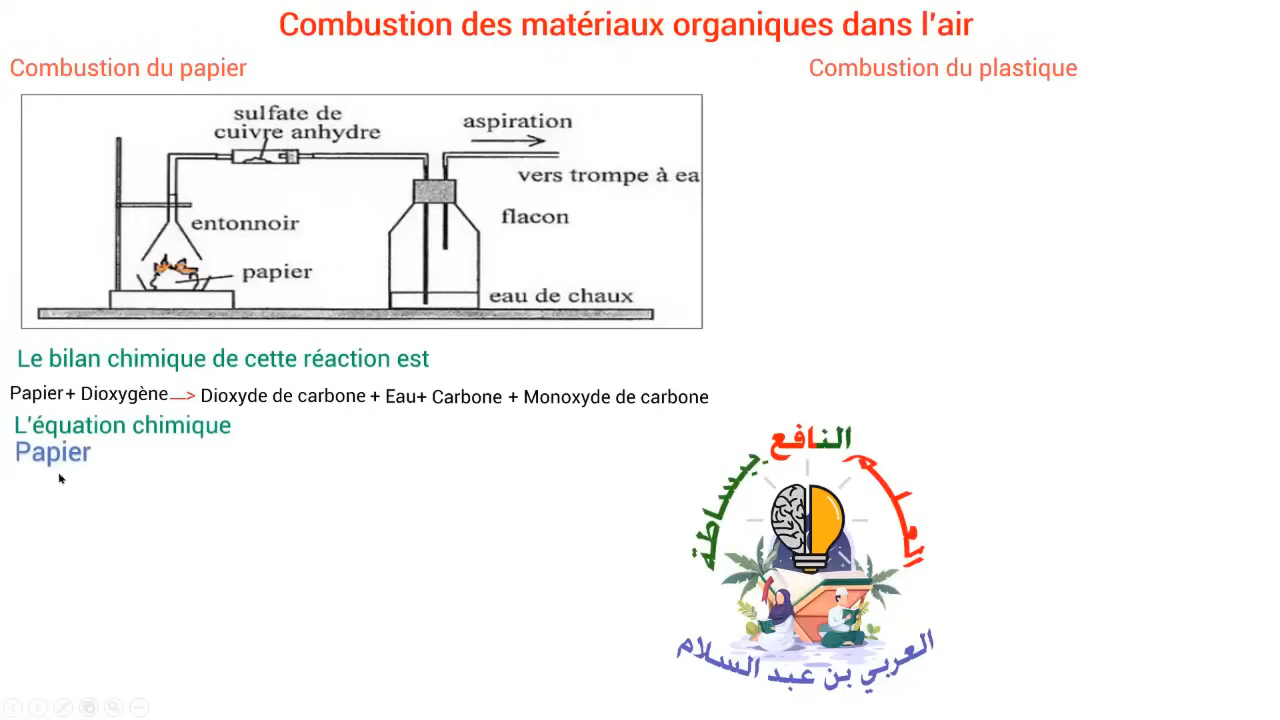 Combustion des matériaux organiques dans l'air
Combustion du papier
Combustion du plastique
sulfate de
cuivre anhydre
aspiration
vers trompe à ea
entonnoir
flacon
papier
eau de chaux
Le bilan chimique de cette réaction est
Papier + Dioxygène —> Dioxyde de carbone + Eau+ Carbone + Monoxyde de carbone
L'équation chimique
Papier
العلم النافع ببساطة
العربي بن عبد السلام